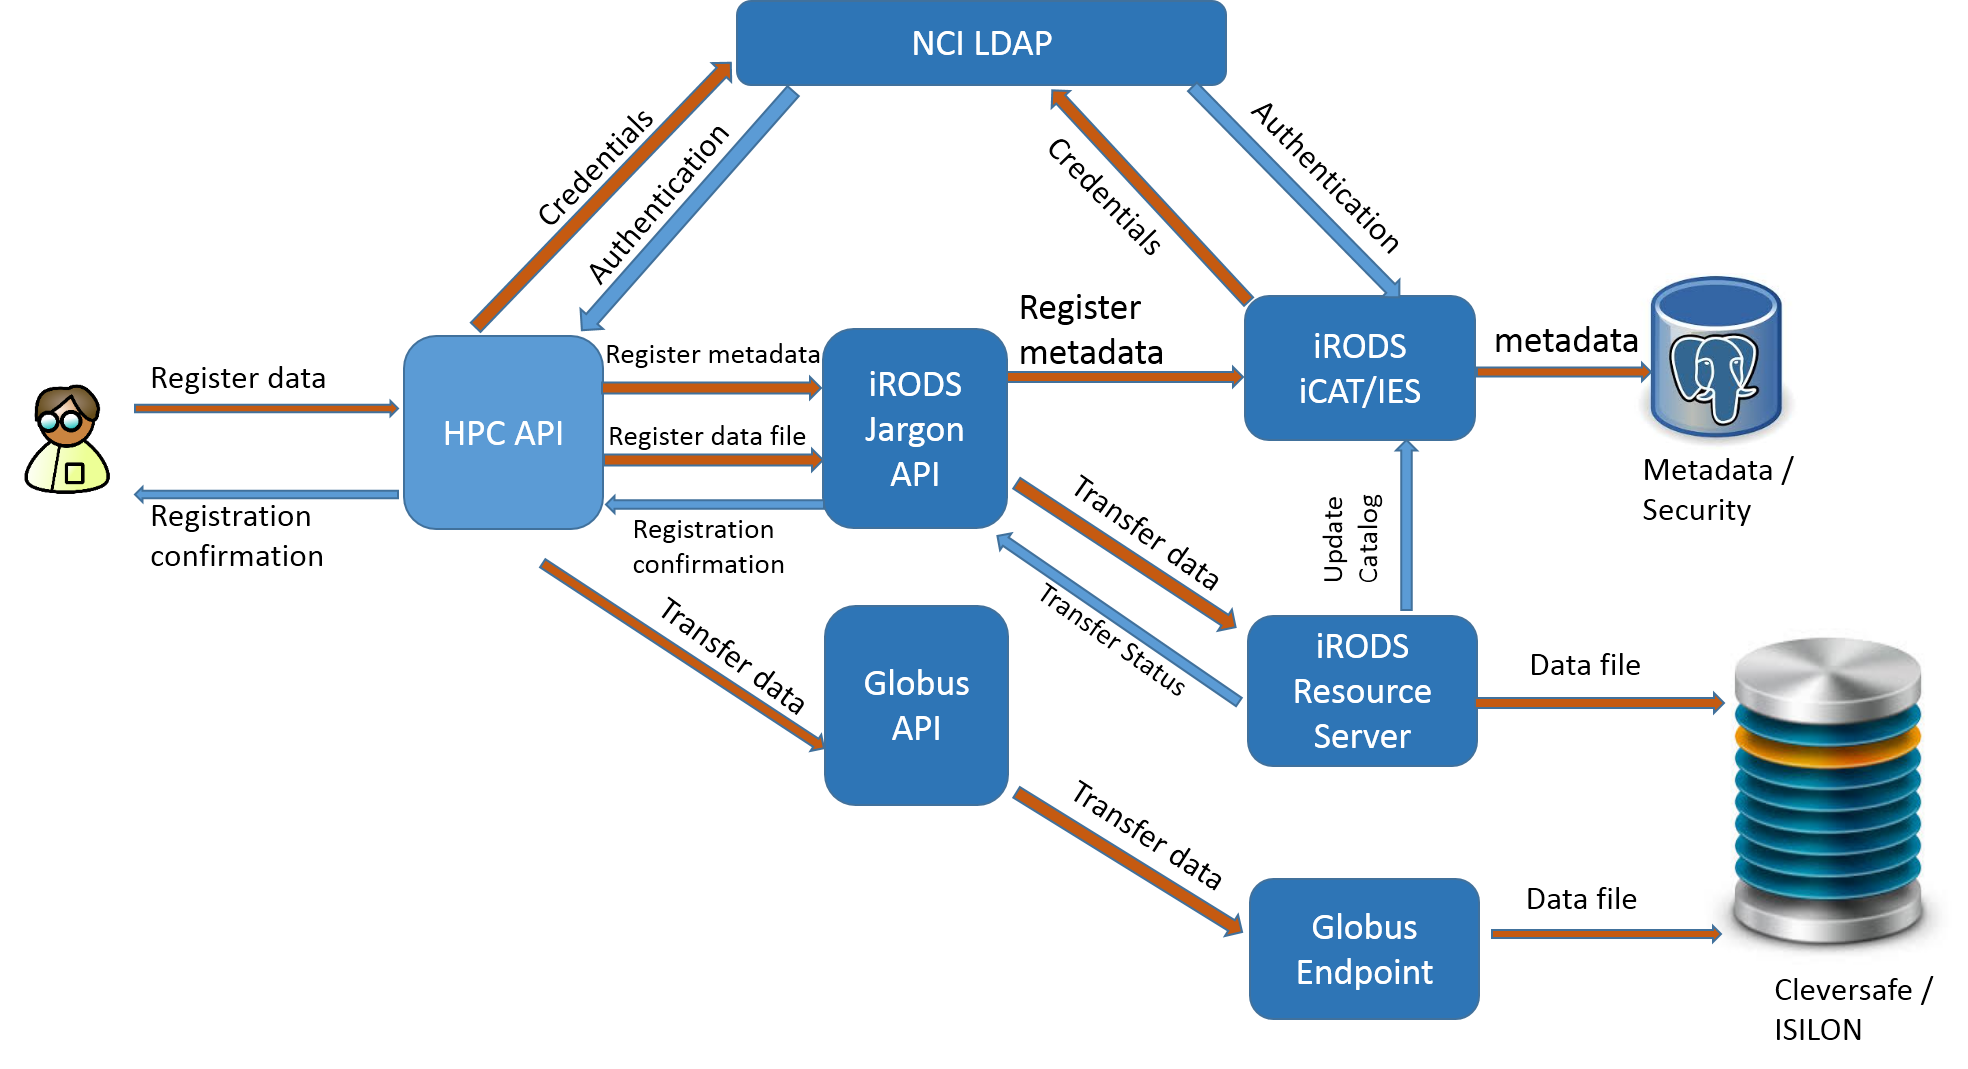 NCI LDAP
Credentials
Authentication
Credentials
Authentication
Register data
Registration
confirmation
HPC API
Register metadata
Register data file
Registration
confirmation
iRODS
Jargon
API
Register
metadata
iRODS
iCAT/IES
metadata
Metadata /
Security
Transfer data
Transfer Status
Update
Catalog
Transfer data
Globus
API
iRODS
Resource
Server
Data file
Transfer data
Globus
Endpoint
Data file
Cleversafe /
ISILON